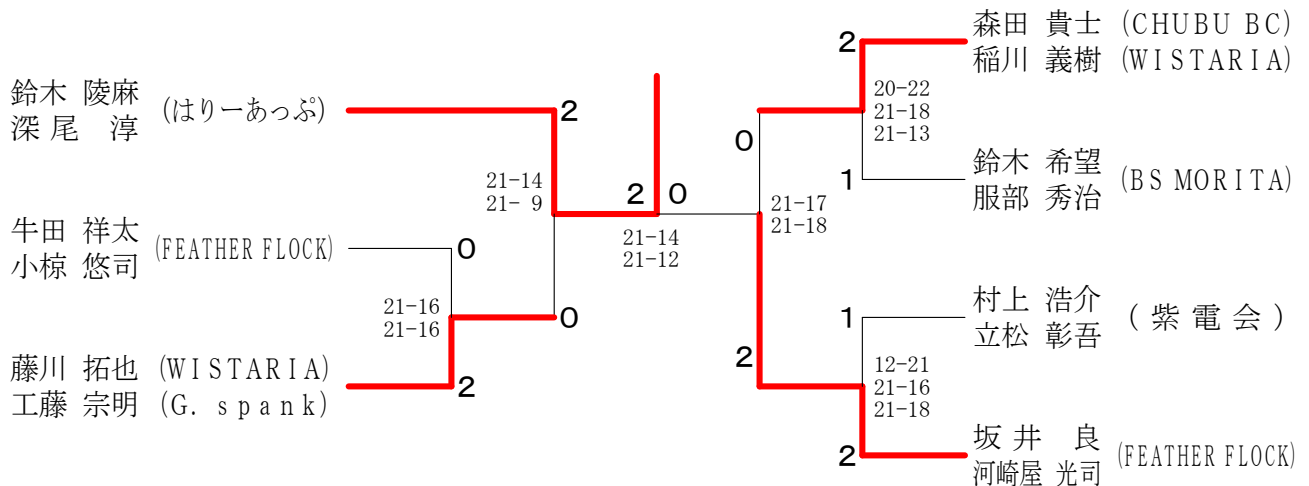 鈴木 陵麻
深尾 淳
(はりーあっぷ)
2
21-14
21- 9
牛田 祥太
小椋 悠司
(FEATHER FLOCK)
0
21-16
21-16
0
藤川 拓也 (WISTARIA)
工藤 宗明 (G. spank)
2
2 0
21-14
21-12
森田 貴士 (CHUBU BC)
稲川 義樹 (WISTARIA)
2
20-22
21-18
21-13
0
鈴木 希望
服部 秀治
(BS MORITA)
1
21-17
21-18
村上 浩介
立松 彰吾
(紫電会)
1
2
12-21
21-16
21-18
坂井 良
河崎屋 光司
(FEATHER FLOCK)
2